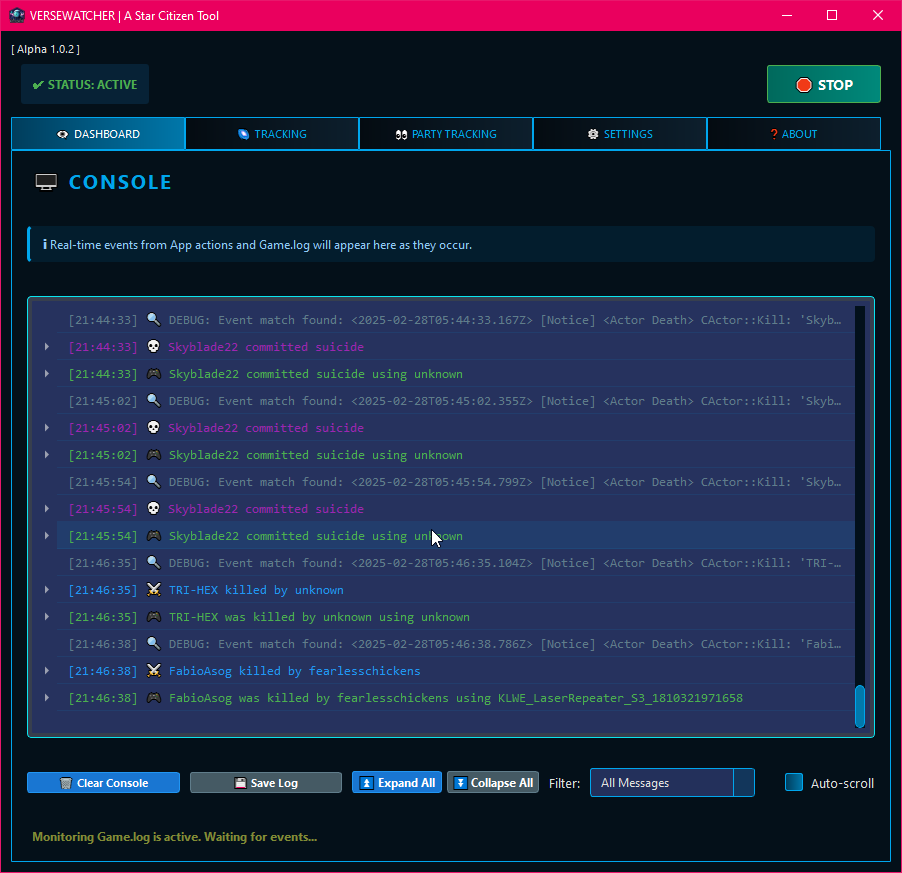 VERSEWATCHER | A Star Citizen Tool
[ Alpha 1.0.2 ]
✔ STATUS: ACTIVE
STOP
DASHBOARD
TRACKING
PARTY TRACKING
SETTINGS
? ABOUT
CONSOLE
i Real-time events from App actions and Game.log will appear here as they occur.
[21:44:33] DEBUG: Event match found: <2025-02-28T05:44:33.167Z> [Notice] <Actor Death> CActor::Kill: 'Skyb…
[21:44:33] Skyblade22 committed suicide
[21:44:33] Skyblade22 committed suicide using unknown
[21:45:02] DEBUG: Event match found: <2025-02-28T05:45:02.355Z> [Notice] <Actor Death> CActor::Kill: 'Skyb…
[21:45:02] Skyblade22 committed suicide
[21:45:02] Skyblade22 committed suicide using unknown
[21:45:54] DEBUG: Event match found: <2025-02-28T05:45:54.799Z> [Notice] <Actor Death> CActor::Kill: 'Skyb…
[21:45:54] Skyblade22 committed suicide
[21:45:54] Skyblade22 committed suicide using unknown
[21:46:35] DEBUG: Event match found: <2025-02-28T05:46:35.104Z> [Notice] <Actor Death> CActor::Kill: 'TRI-…
[21:46:35] TRI-HEX killed by unknown
[21:46:35] TRI-HEX was killed by unknown using unknown
[21:46:38] DEBUG: Event match found: <2025-02-28T05:46:38.786Z> [Notice] <Actor Death> CActor::Kill: 'Fabi…
[21:46:38] FabioAsog killed by fearlesschickens
[21:46:38] FabioAsog was killed by fearlesschickens using KLWE_LaserRepeater_S3_1810321971658
Clear Console
Save Log
Expand All
Collapse All
Filter:
All Messages
Auto-scroll
Monitoring Game.log is active. Waiting for events...